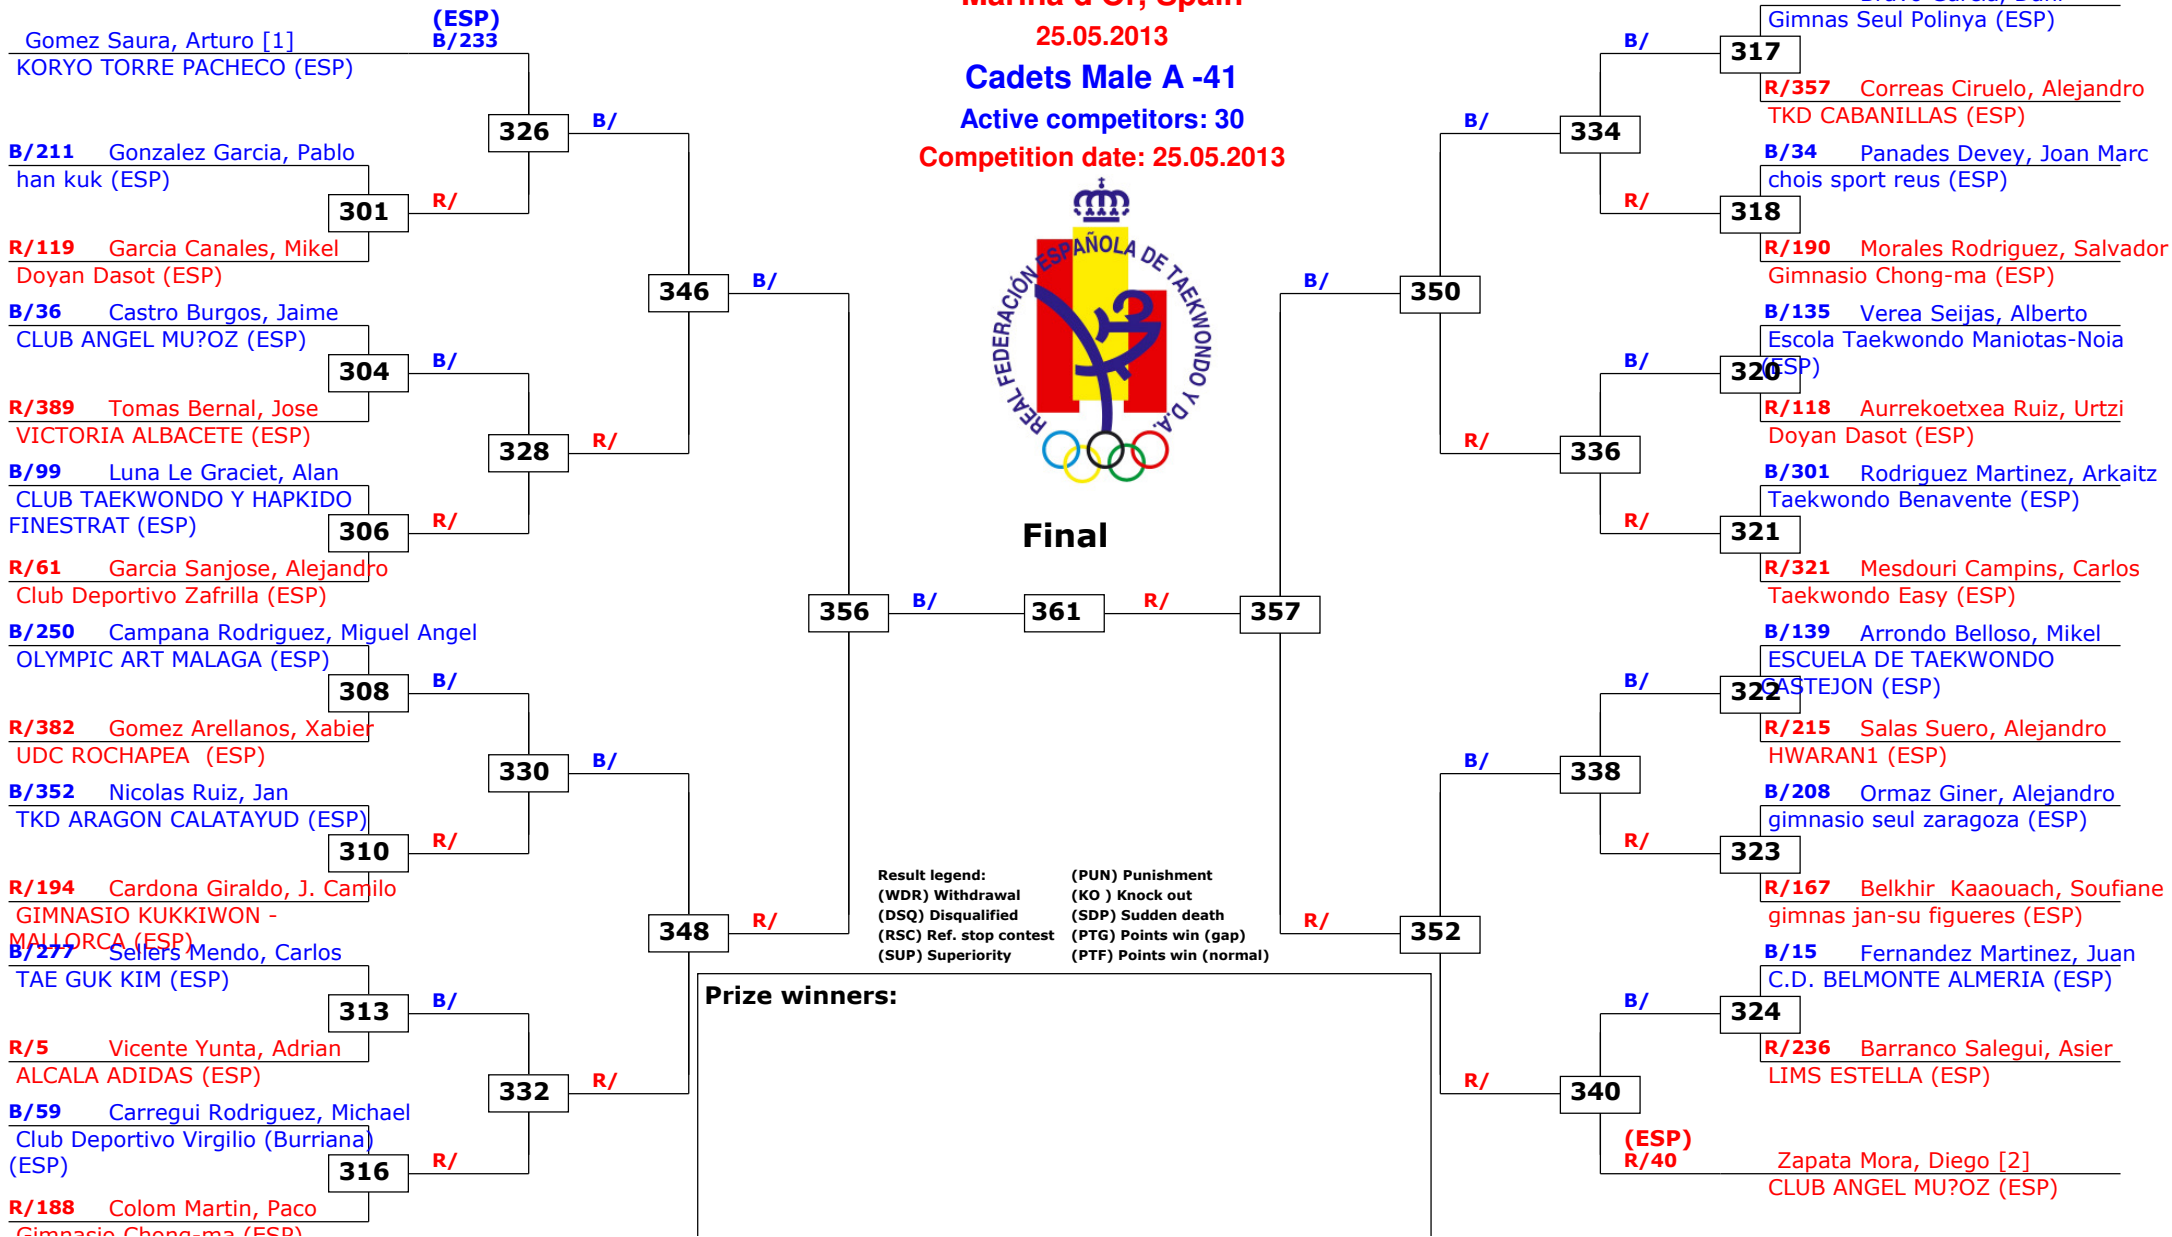 Marina d'Or, Spain
25.05.2013
Cadets Male A -41
Active competitors: 30
Competition date: 25.05.2013
REAL FEDERACIÓN ESPAÑOLA DE TAEKWONDO Y D.A.
(ESP)
Gomez Saura, Arturo [1] B/233
KORYO TORRE PACHECO (ESP)
326 B/
B/211 Gonzalez Garcia, Pablo
han kuk (ESP)
301 R/
R/119 Garcia Canales, Mikel
Doyan Dasot (ESP)
346 B/
B/36 Castro Burgos, Jaime
CLUB ANGEL MU?OZ (ESP)
304 B/
R/389 Tomas Bernal, Jose
VICTORIA ALBACETE (ESP)
328 R/
B/99 Luna Le Graciet, Alan
CLUB TAEKWONDO Y HAPKIDO
FINESTRAT (ESP)
306 R/
R/61 Garcia Sanjose, Alejandro
Club Deportivo Zafrilla (ESP)
356 B/
B/250 Campana Rodriguez, Miguel Angel
OLYMPIC ART MALAGA (ESP)
308 B/
R/382 Gomez Arellanos, Xabier
UDC ROCHAPEA (ESP)
330 B/
B/352 Nicolas Ruiz, Jan
TKD ARAGON CALATAYUD (ESP)
310 R/
R/194 Cardona Giraldo, J. Camilo
GIMNASIO KUKKIWON -
MALLORCA (ESP)
348 R/
B/277 Sellers Mendo, Carlos
TAE GUK KIM (ESP)
313 B/
R/5 Vicente Yunta, Adrian
ALCALA ADIDAS (ESP)
332 R/
B/59 Carregui Rodriguez, Michael
Club Deportivo Virgilio (Burriana)
(ESP)
316 R/
R/188 Colom Martin, Paco
Gimnasio Chong-ma (ESP)
Final
361 R/
Result legend:
(WDR) Withdrawal
(DSQ) Disqualified
(RSC) Ref. stop contest
(SUP) Superiority
(PUN) Punishment
(KO ) Knock out
(SDP) Sudden death
(PTG) Points win (gap)
(PTF) Points win (normal)
Prize winners:
Gimnas Seul Polinya (ESP)
B/ 317
R/357 Correas Ciruelo, Alejandro
TKD CABANILLAS (ESP)
B/ 334
B/34 Panades Devey, Joan Marc
chois sport reus (ESP)
R/ 318
R/190 Morales Rodriguez, Salvador
Gimnasio Chong-ma (ESP)
B/ 350
B/135 Verea Seijas, Alberto
Escola Taekwondo Maniotas-Noia
(ESP)
B/ 320
R/118 Aurrekoetxea Ruiz, Urtzi
Doyan Dasot (ESP)
R/ 336
B/301 Rodriguez Martinez, Arkaitz
Taekwondo Benavente (ESP)
R/ 321
R/321 Mesdouri Campins, Carlos
Taekwondo Easy (ESP)
357
B/139 Arrondo Belloso, Mikel
ESCUELA DE TAEKWONDO
CASTEJON (ESP)
B/ 322
R/215 Salas Suero, Alejandro
HWARAN1 (ESP)
B/ 338
B/208 Ormaz Giner, Alejandro
gimnasio seul zaragoza (ESP)
R/ 323
R/167 Belkhir Kaaouach, Soufiane
gimnas jan-su figueres (ESP)
R/ 352
B/15 Fernandez Martinez, Juan
C.D. BELMONTE ALMERIA (ESP)
B/ 324
R/236 Barranco Salegui, Asier
LIMS ESTELLA (ESP)
R/ 340
(ESP)
R/40 Zapata Mora, Diego [2]
CLUB ANGEL MU?OZ (ESP)